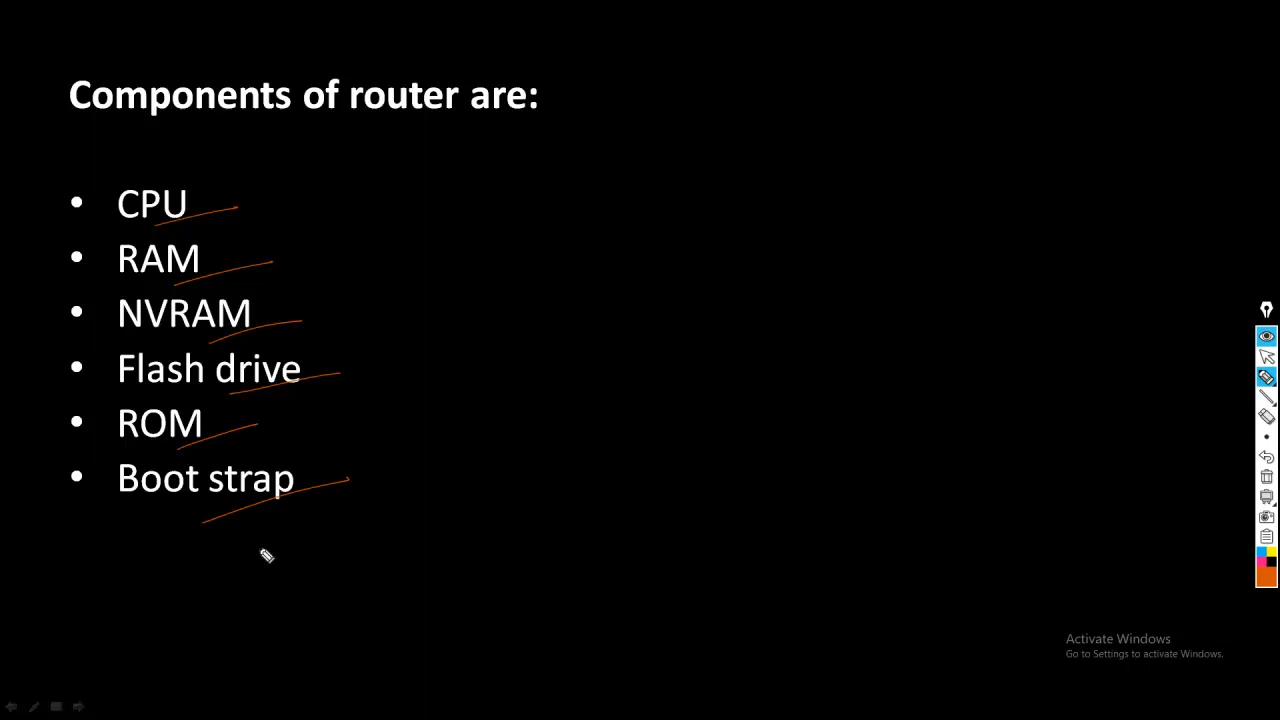 Components of router are:
• CPU
• RAM
• NVRAM
• Flash drive
• ROM
• Boot strap
Activate Windows
Go to Settings to activate Windows.